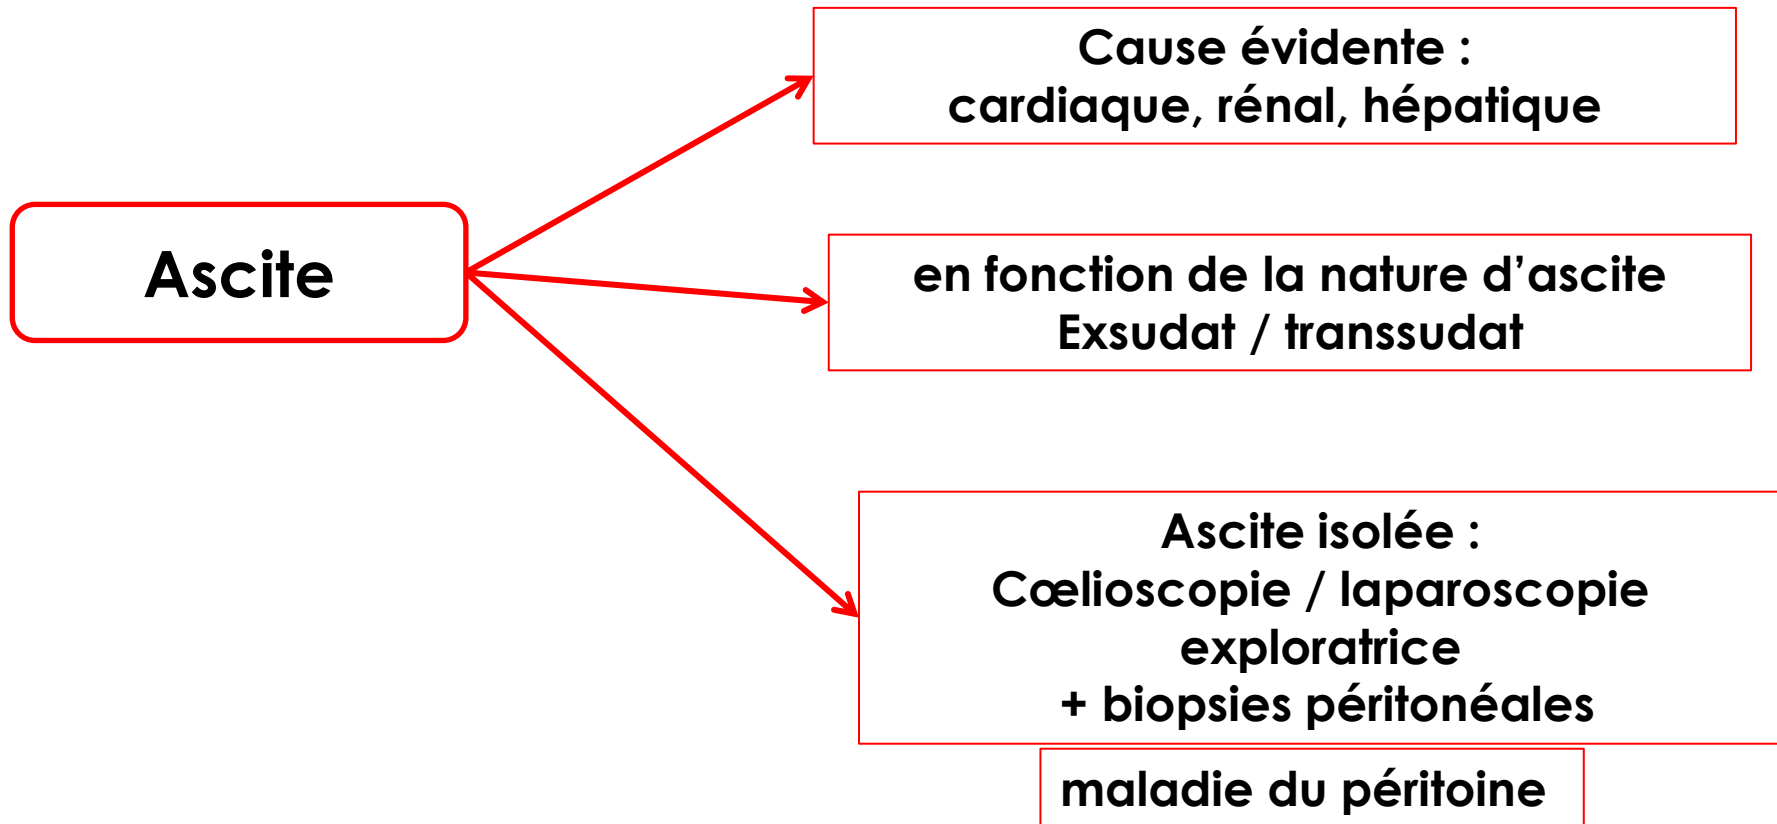 Ascite
Cause évidente :
cardiaque, rénal, hépatique
en fonction de la nature d’ascite
Exsudat / transsudat
Ascite isolée :
Cœlioscopie / laparoscopie
exploratrice
+ biopsies péritonéales
maladie du péritoine